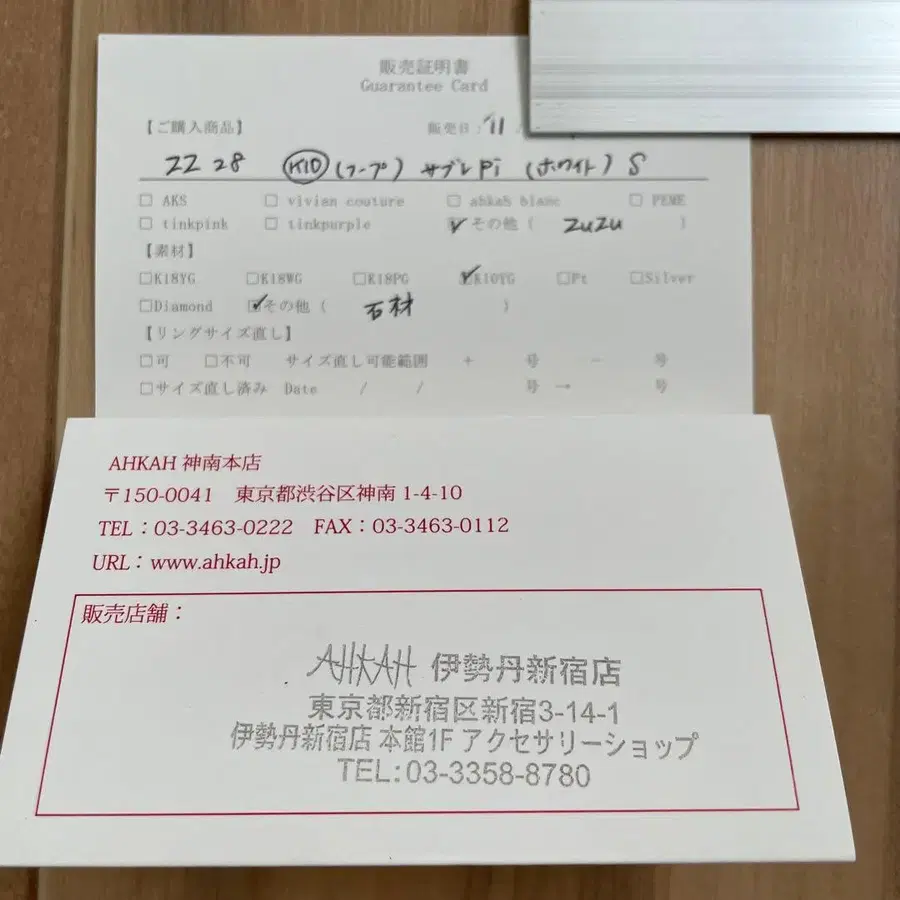 販売証明書
Guarantee Card
【ご購入商品】 販売日:'11 /
ZZ 28 K10 (フープ) サブレ Pi (ホワイト) S
□ AKS □ vivian couture □ ahkah blanc □ PEME
□ tinkpink □ tinkpurple ☑ その他 ( ZUZU )
【素材】
□K18YG □K18WG □K18PG ☑K10YG □Pt □Silver
□Diamond ☑その他 ( 石材 )
【リングサイズ直し】
□可 □不可 サイズ直し可能範囲 + 号 − 号
□サイズ直し済み Date / / 号 → 号
AHKAH 神南本店
〒150-0041 東京都渋谷区神南 1-4-10
TEL:03-3463-0222 FAX:03-3463-0112
URL:www.ahkah.jp
販売店舗:
AHKAH 伊勢丹新宿店
東京都新宿区新宿3-14-1
伊勢丹新宿店 本館1F アクセサリーショップ
TEL:03-3358-8780